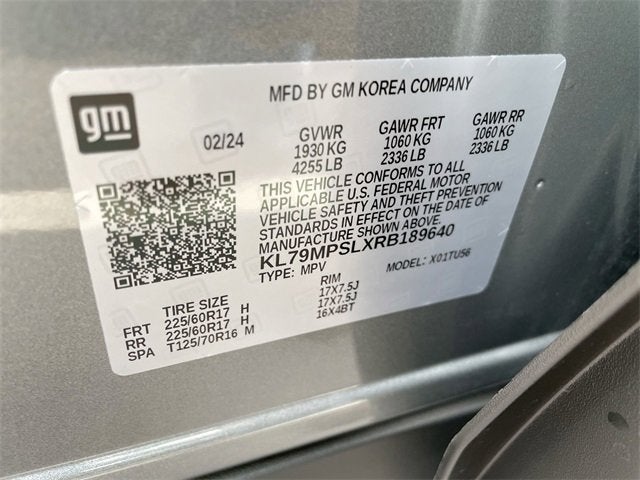 MFD BY GM KOREA COMPANY
gm
02/24
GVWR GAWR FRT GAWR RR
1930 KG 1060 KG 1060 KG
4255 LB 2336 LB 2336 LB
THIS VEHICLE CONFORMS TO ALL
APPLICABLE U.S. FEDERAL MOTOR
VEHICLE SAFETY AND THEFT PREVENTION
STANDARDS IN EFFECT ON THE DATE OF
MANUFACTURE SHOWN ABOVE.
KL79MPSLXRB189640
TYPE: MPV MODEL: X01TU56
TIRE SIZE RIM
FRT 225/60R17 H 17X7.5J
RR 225/60R17 H 17X7.5J
SPA T125/70R16 M 16X4BT